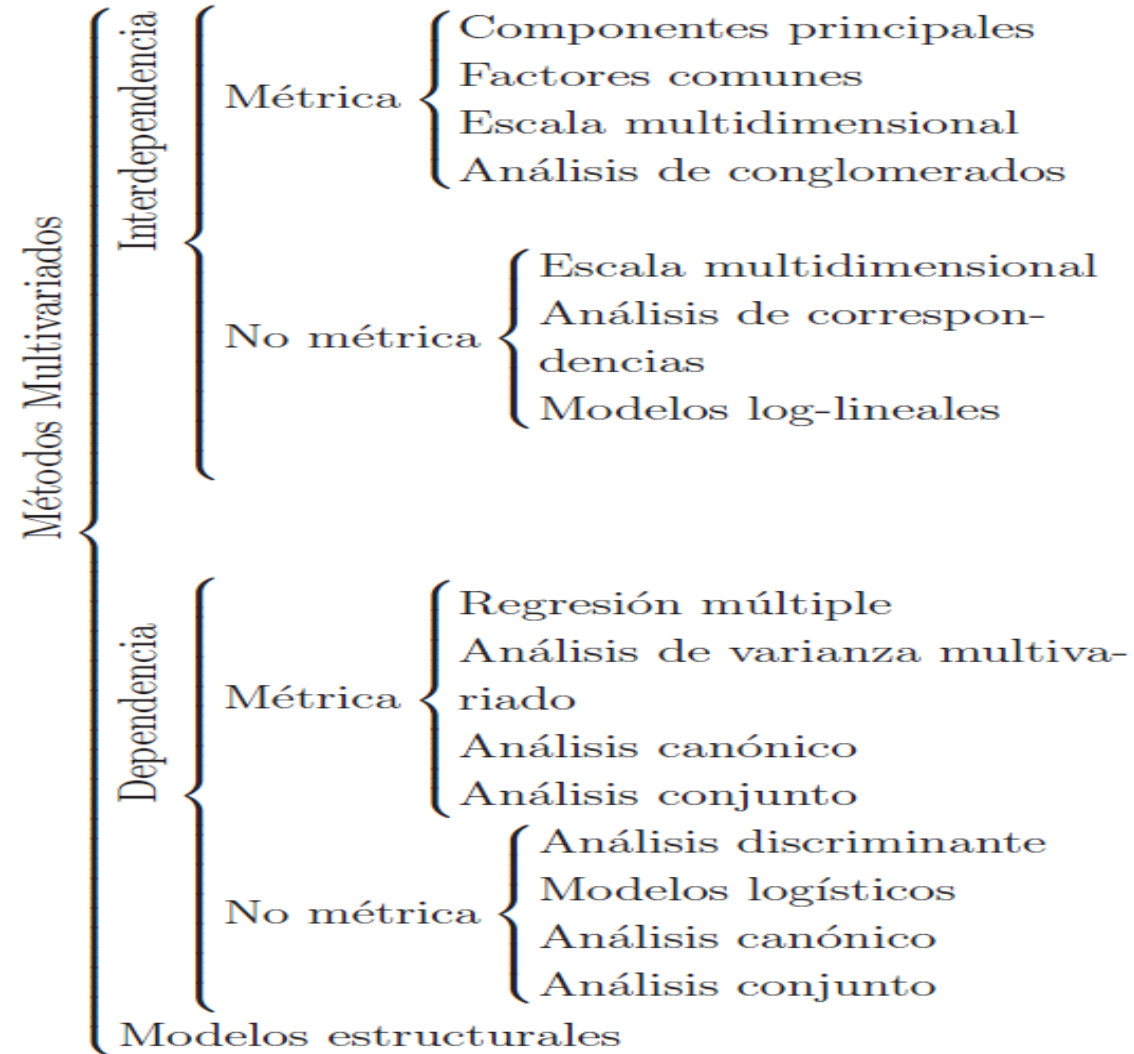 Métodos Multivariados
Interdependencia
Métrica
Componentes principales
Factores comunes
Escala multidimensional
Análisis de conglomerados
No métrica
Escala multidimensional
Análisis de correspon-
dencias
Modelos log-lineales
Dependencia
Métrica
Regresión múltiple
Análisis de varianza multiva-
riado
Análisis canónico
Análisis conjunto
No métrica
Análisis discriminante
Modelos logísticos
Análisis canónico
Análisis conjunto
Modelos estructurales